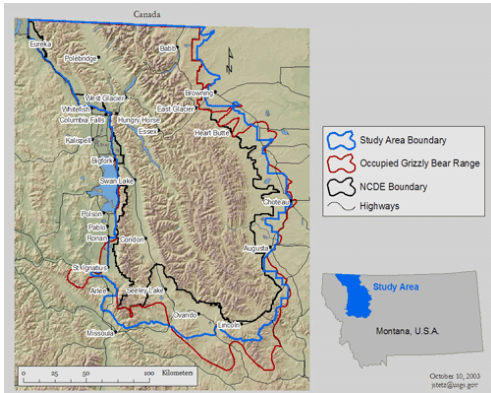 Canada
Eureka
Babb
Polebridge
West Glacier
Browning
Whitefish
East Glacier
Columbia Falls
Hungry Horse
Essex
Heart Butte
Kalispell
Bigfork
Swan Lake
Choteau
Polson
Pablo
Ronan
Condon
Augusta
St Ignatius
Arlee
Seeley Lake
Ovando
Lincoln
Missoula
0 25 50 100 Kilometers
Study Area Boundary
Occupied Grizzly Bear Range
NCDE Boundary
Highways
Study Area
Montana, U.S.A.
October 10, 2003
jstetz@usgs.gov
N